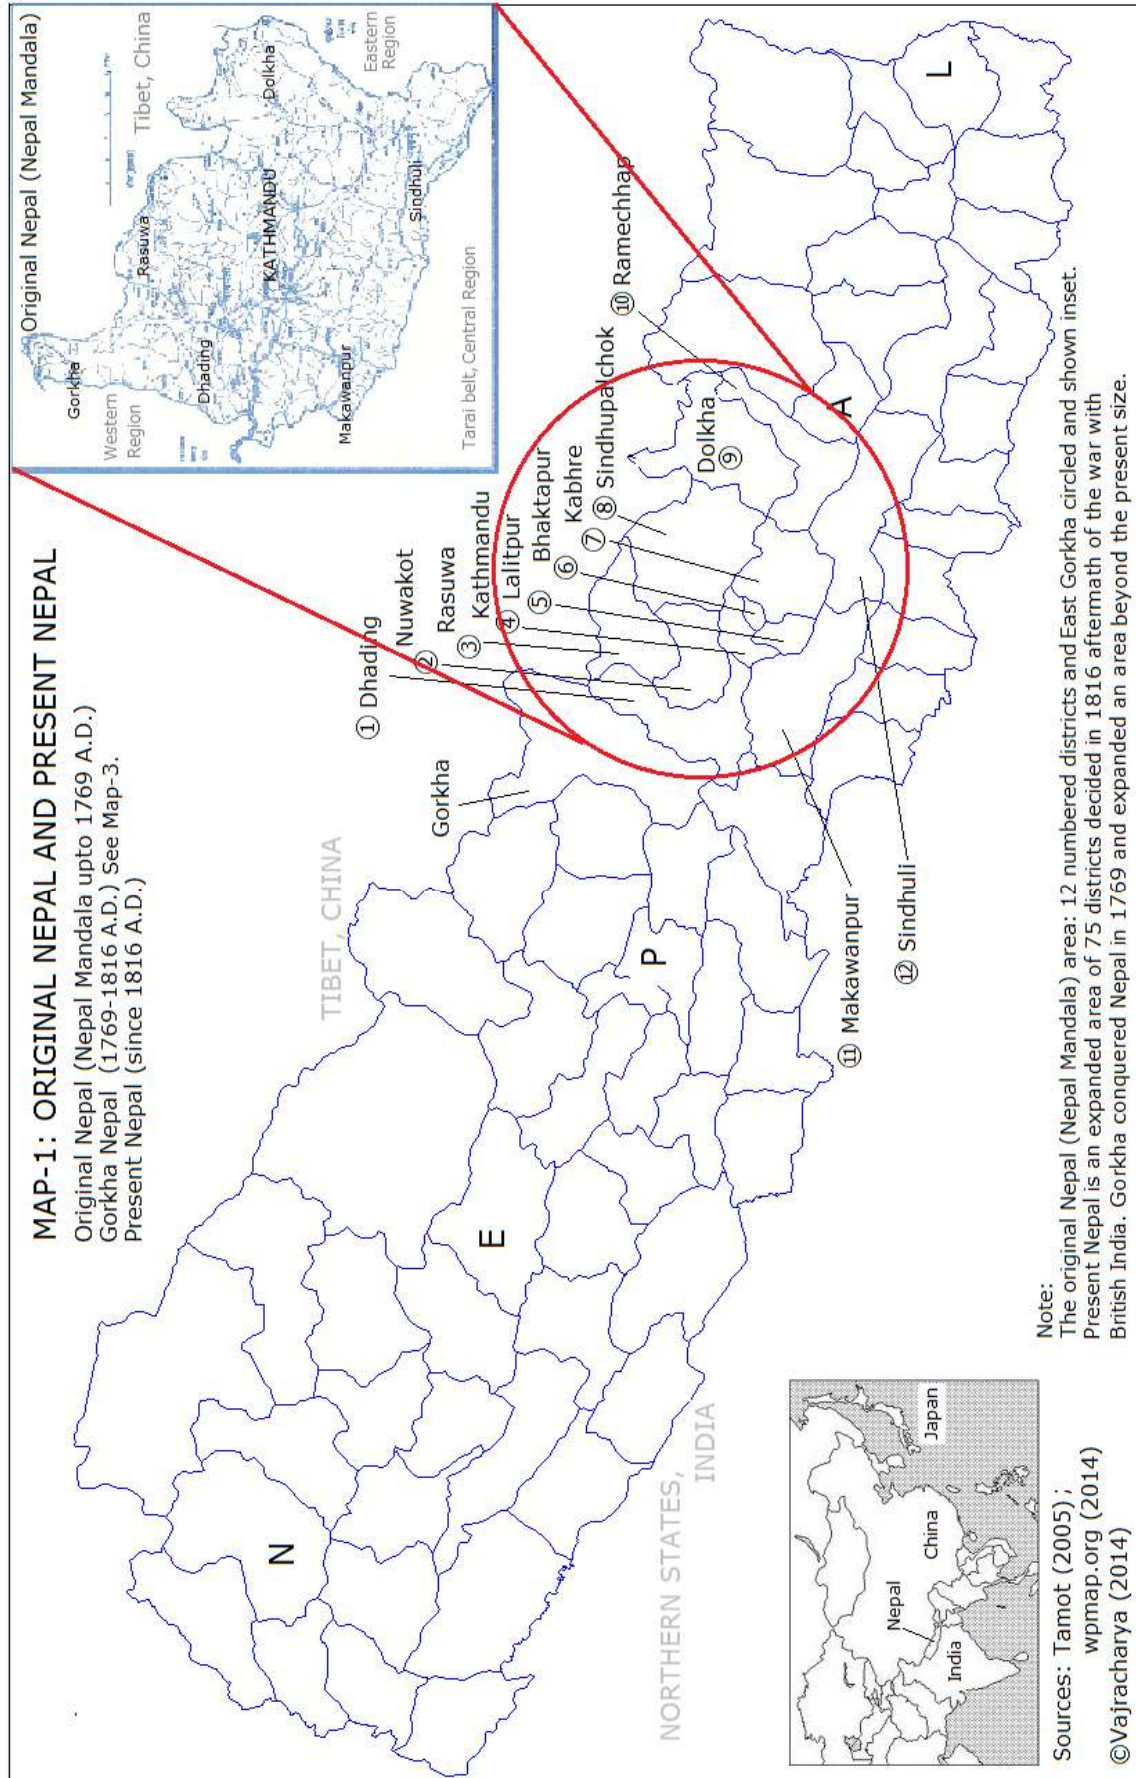 MAP-1: ORIGINAL NEPAL AND PRESENT NEPAL
Original Nepal (Nepal Mandala upto 1769 A.D.)
Gorkha Nepal (1769-1816 A.D.) See Map-3.
Present Nepal (since 1816 A.D.)
Original Nepal (Nepal Mandala)
Gorkha
Western
Region
Tibet, China
Rasuwa
Dhading
KATHMANDU
Dolkha
Makawanpur
Sindhuli
Eastern
Region
Tarai belt, Central Region
TIBET, CHINA
Gorkha
① Dhading
② Nuwakot
③ Rasuwa
④ Kathmandu
⑤ Lalitpur
⑥ Bhaktapur
⑦ Kabhre
⑧ Sindhupalchok
Dolkha
⑨
⑩ Ramechhap
⑪ Makawanpur
⑫ Sindhuli
N
E
P
A
L
NORTHERN STATES,
INDIA
Nepal
India
China
Japan
Sources: Tamot (2005) ;
wpmap.org (2014)
©Vajracharya (2014)
Note:
The original Nepal (Nepal Mandala) area: 12 numbered districts and East Gorkha circled and shown inset.
Present Nepal is an expanded area of 75 districts decided in 1816 aftermath of the war with
British India. Gorkha conquered Nepal in 1769 and expanded an area beyond the present size.